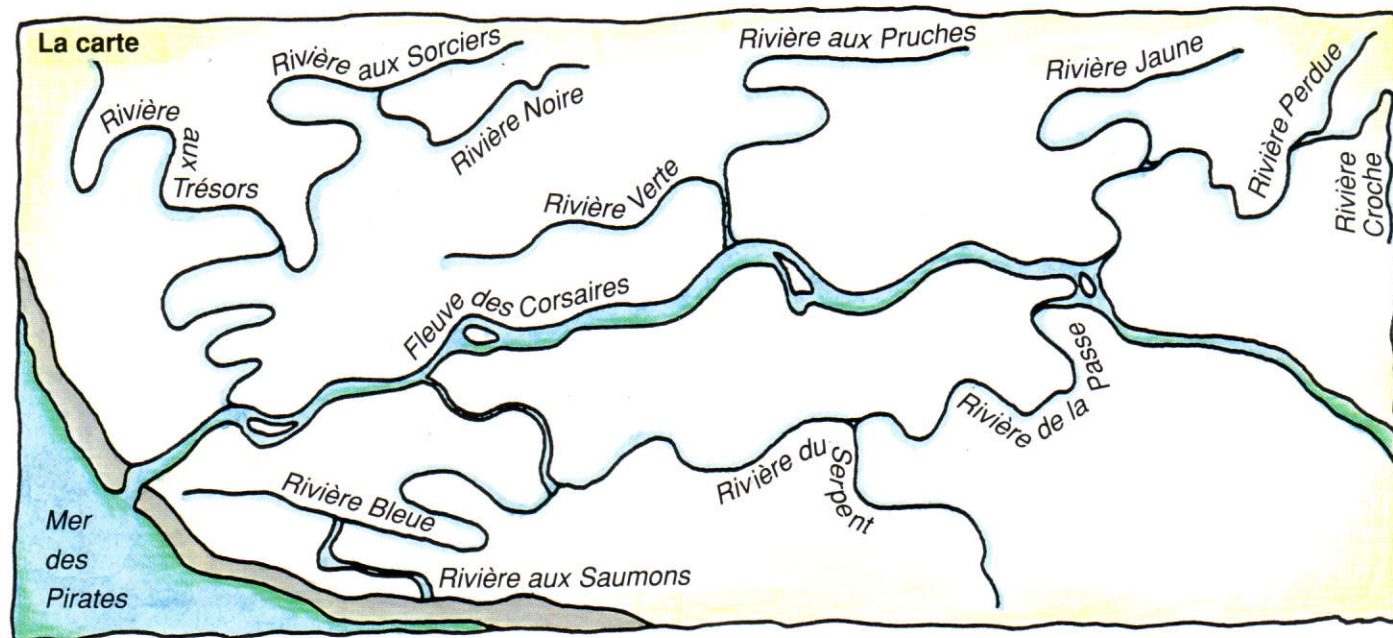 La carte
Rivière aux Sorciers
Rivière aux Pruches
Rivière Jaune
Rivière
aux
Trésors
Rivière Noire
Rivière Perdue
Rivière
Croche
Rivière Verte
Fleuve des Corsaires
Rivière de la Passe
Rivière du Serpent
Rivière Bleue
Rivière aux Saumons
Mer
des
Pirates